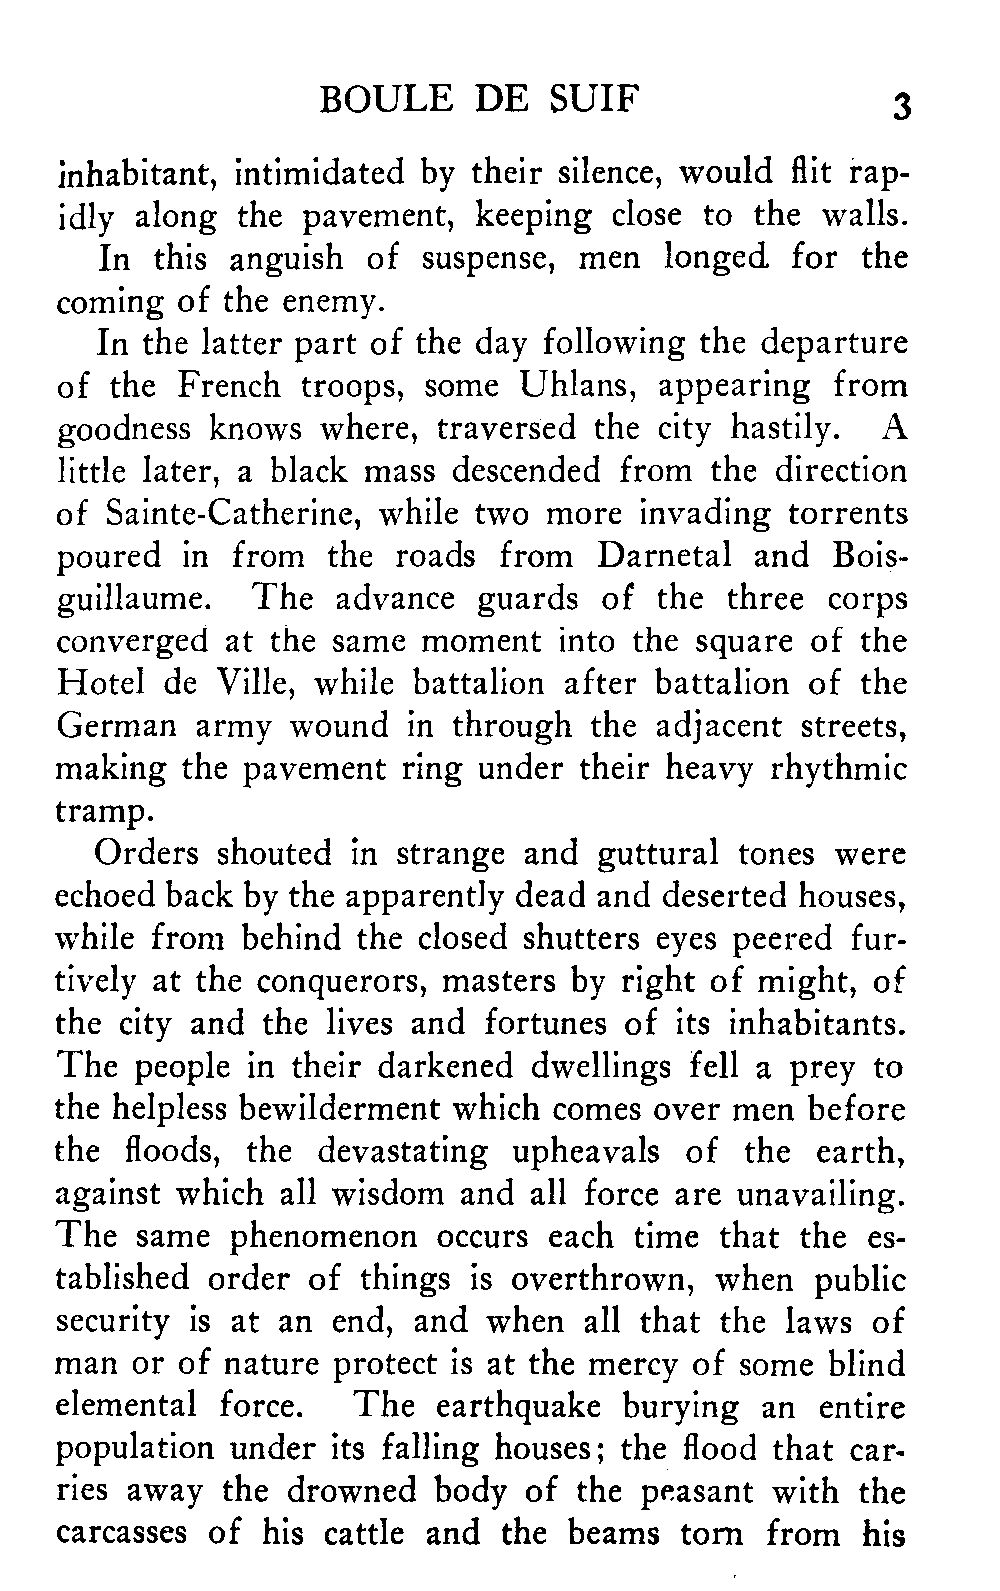 BOULE DE SUIF 3
inhabitant, intimidated by their silence, would flit rap-
idly along the pavement, keeping close to the walls.
In this anguish of suspense, men longed for the
coming of the enemy.
In the latter part of the day following the departure
of the French troops, some Uhlans, appearing from
goodness knows where, traversed the city hastily. A
little later, a black mass descended from the direction
of Sainte-Catherine, while two more invading torrents
poured in from the roads from Darnetal and Bois-
guillaume. The advance guards of the three corps
converged at the same moment into the square of the
Hotel de Ville, while battalion after battalion of the
German army wound in through the adjacent streets,
making the pavement ring under their heavy rhythmic
tramp.
Orders shouted in strange and guttural tones were
echoed back by the apparently dead and deserted houses,
while from behind the closed shutters eyes peered fur-
tively at the conquerors, masters by right of might, of
the city and the lives and fortunes of its inhabitants.
The people in their darkened dwellings fell a prey to
the helpless bewilderment which comes over men before
the floods, the devastating upheavals of the earth,
against which all wisdom and all force are unavailing.
The same phenomenon occurs each time that the es-
tablished order of things is overthrown, when public
security is at an end, and when all that the laws of
man or of nature protect is at the mercy of some blind
elemental force. The earthquake burying an entire
population under its falling houses; the flood that car-
ries away the drowned body of the peasant with the
carcasses of his cattle and the beams torn from his